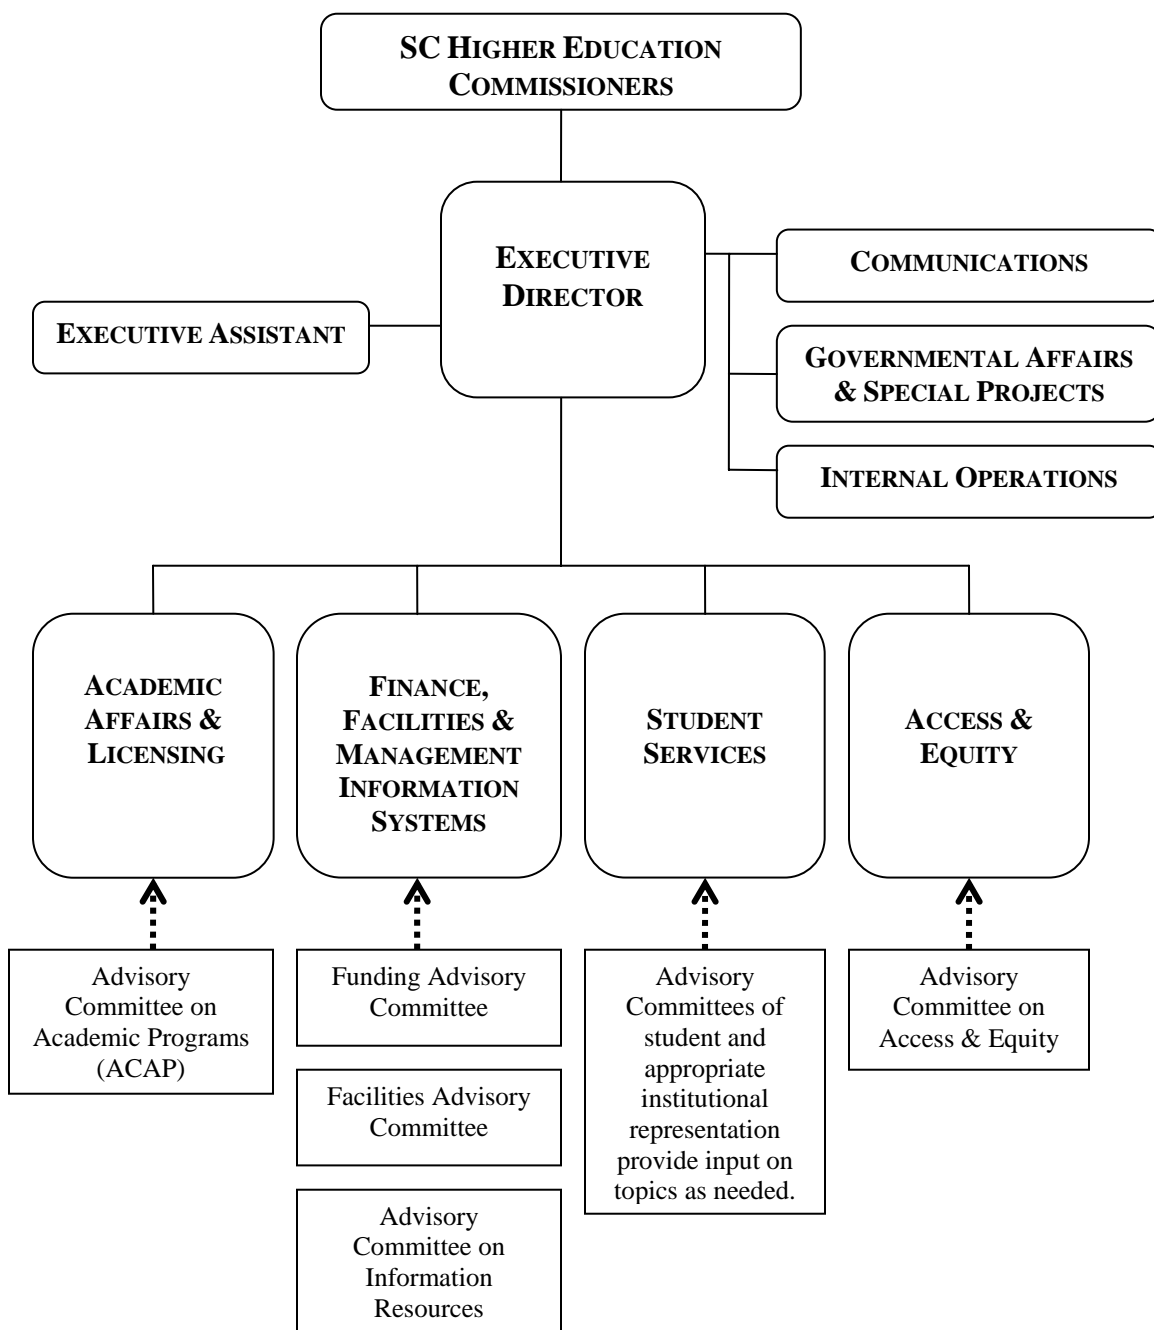 SC HIGHER EDUCATION
COMMISSIONERS
EXECUTIVE
DIRECTOR
COMMUNICATIONS
EXECUTIVE ASSISTANT
GOVERNMENTAL AFFAIRS
& SPECIAL PROJECTS
INTERNAL OPERATIONS
ACADEMIC
AFFAIRS &
LICENSING
FINANCE,
FACILITIES &
MANAGEMENT
INFORMATION
SYSTEMS
STUDENT
SERVICES
ACCESS &
EQUITY
Advisory
Committee on
Academic Programs
(ACAP)
Funding Advisory
Committee
Facilities Advisory
Committee
Advisory
Committee on
Information
Resources
Advisory
Committees of
student and
appropriate
institutional
representation
provide input on
topics as needed.
Advisory
Committee on
Access & Equity